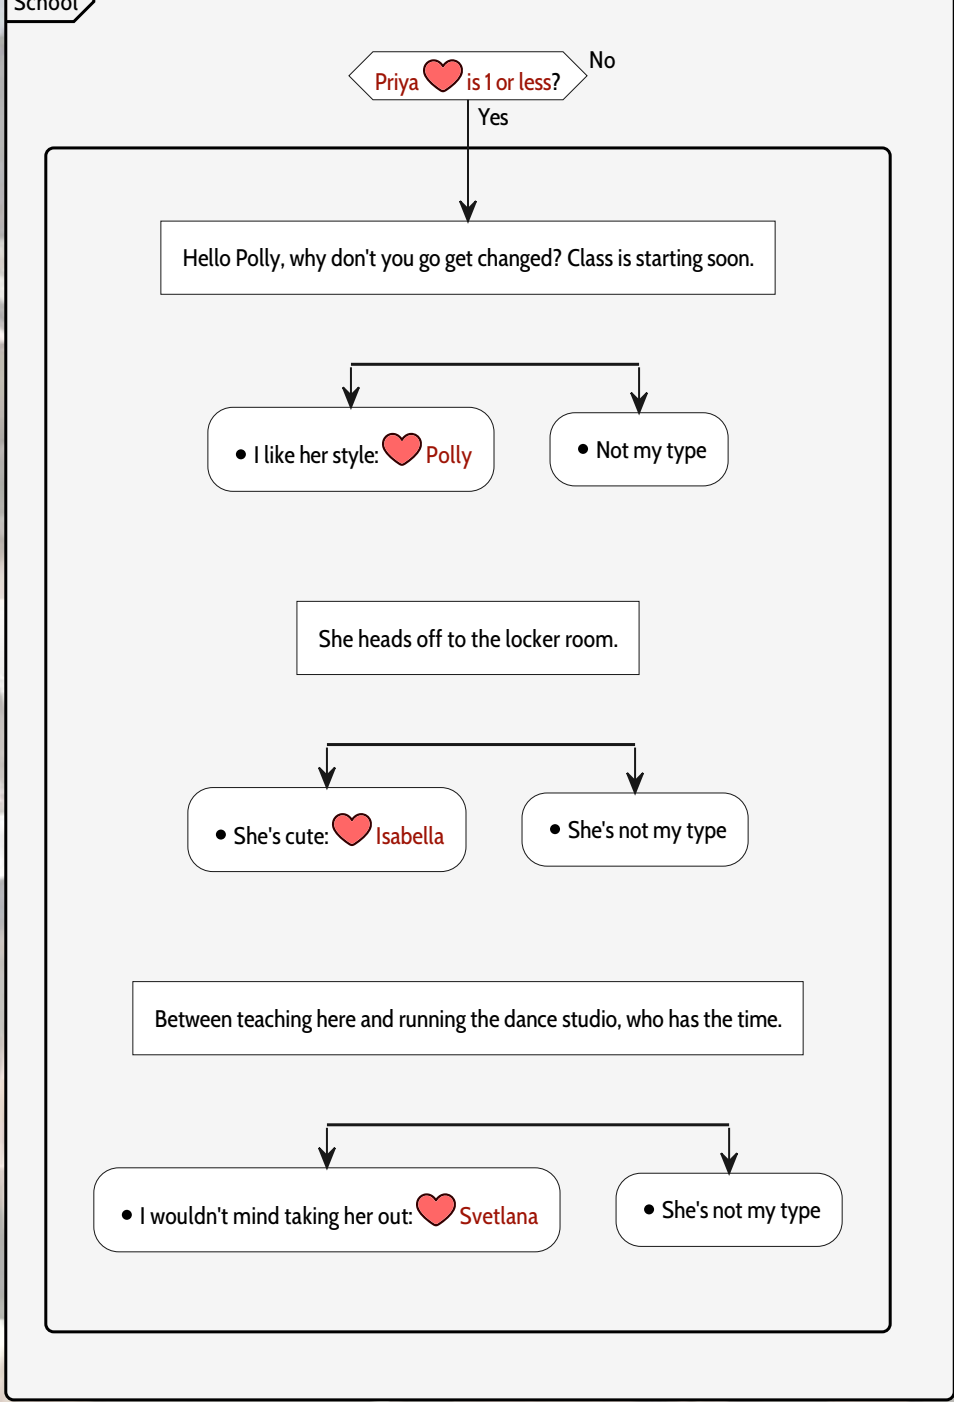 School
Priya is 1 or less?
No
Yes
Hello Polly, why don't you go get changed? Class is starting soon.
• I like her style: Polly
• Not my type
She heads off to the locker room.
• She's cute: Isabella
• She's not my type
Between teaching here and running the dance studio, who has the time.
• I wouldn't mind taking her out: Svetlana
• She's not my type